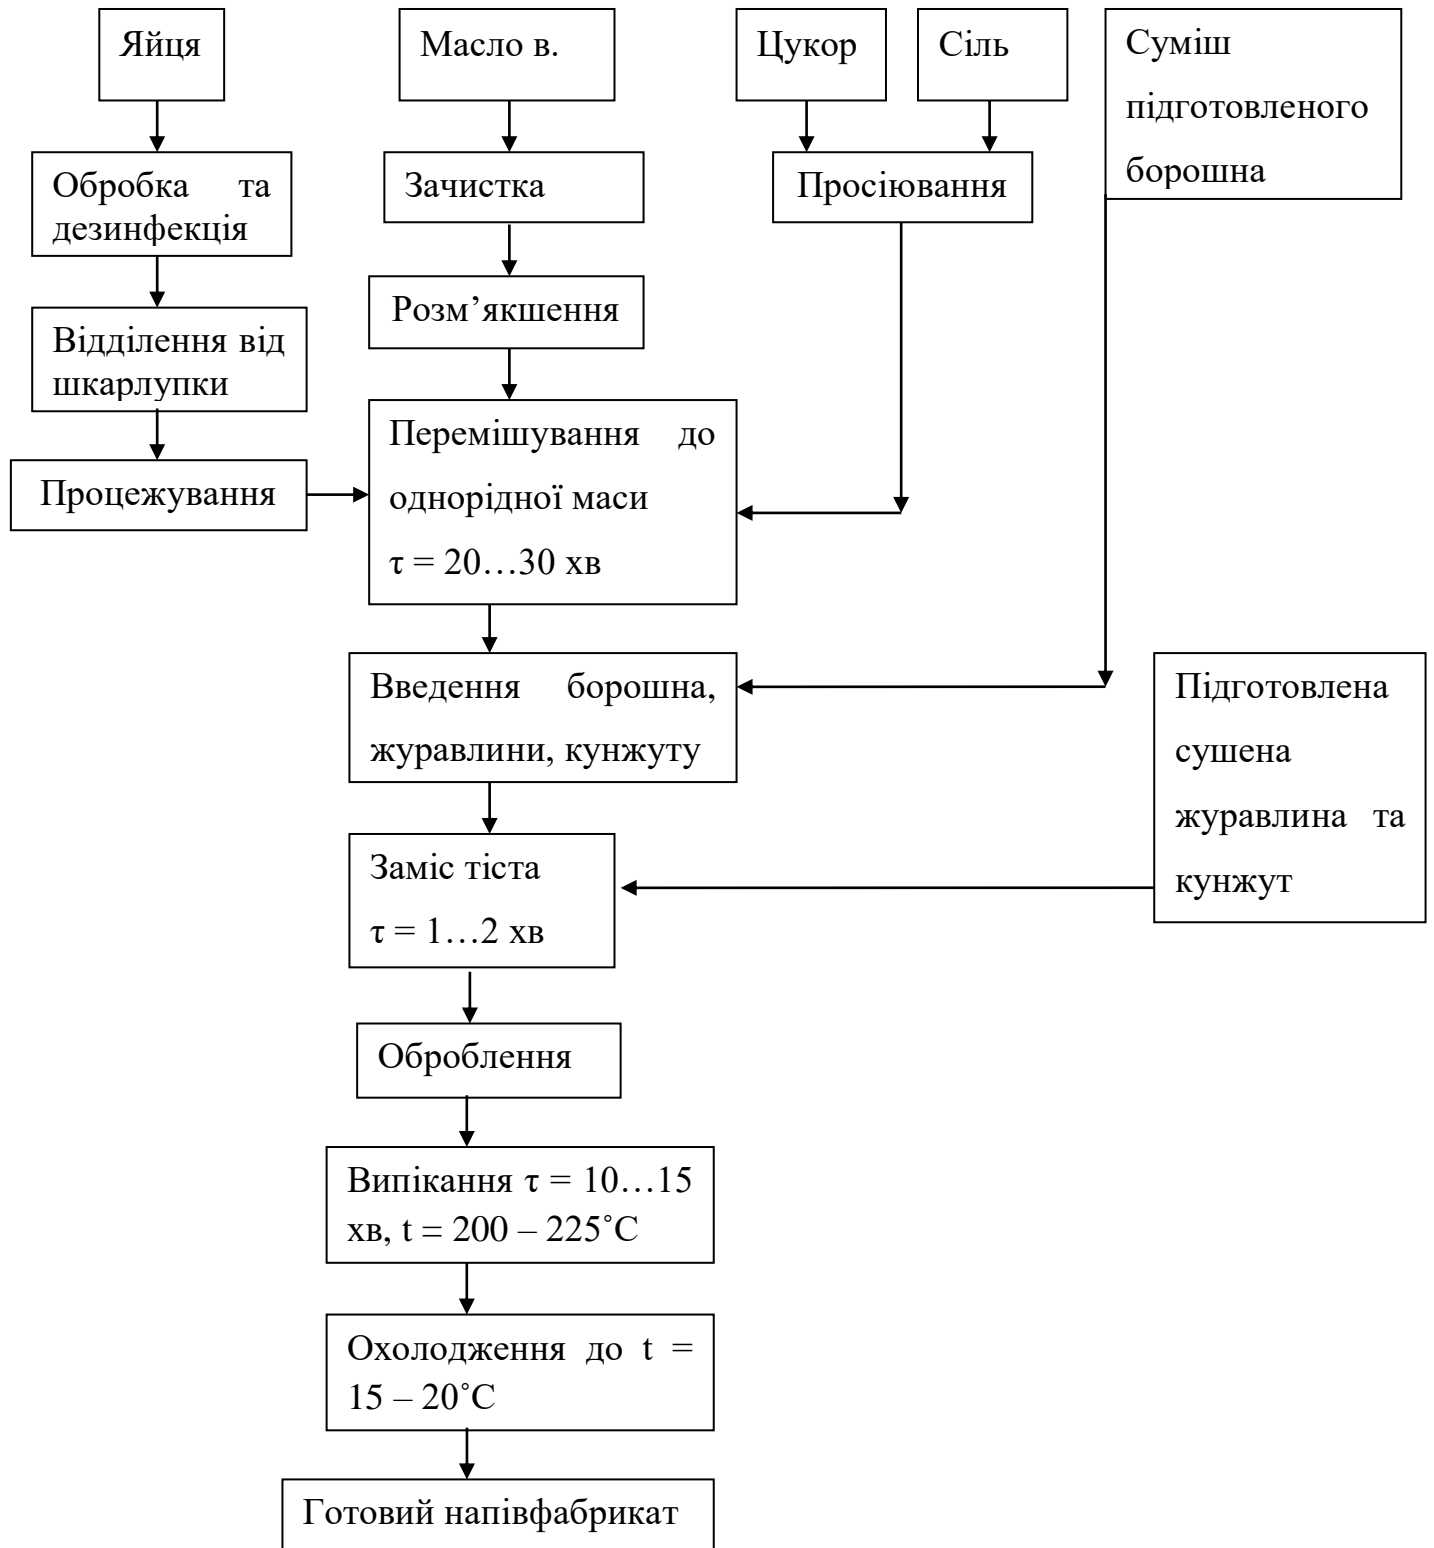 Яйця
Масло в.
Цукор
Сіль
Суміш
підготовленого
борошна
Обробка та
дезинфекція
Зачистка
Просіювання
Відділення від
шкарлупки
Розм’якшення
Процежування
Перемішування до
однорідної маси
τ = 20…30 хв
Введення борошна,
журавлини, кунжуту
Підготовлена
сушена
журавлина та
кунжут
Заміс тіста
τ = 1…2 хв
Оброблення
Випікання τ = 10…15
хв, t = 200 – 225˚С
Охолодження до t =
15 – 20˚С
Готовий напівфабрикат